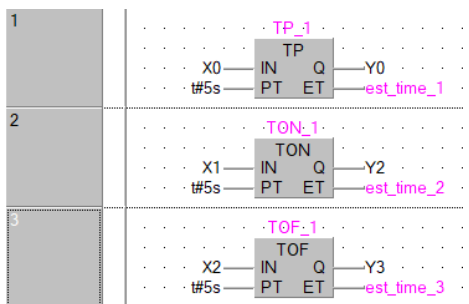 1
TP_1
TP
X0 IN Q Y0
t#5s PT ET est_time_1
2
TON_1
TON
X1 IN Q Y2
t#5s PT ET est_time_2
3
TOF_1
TOF
X2 IN Q Y3
t#5s PT ET est_time_3